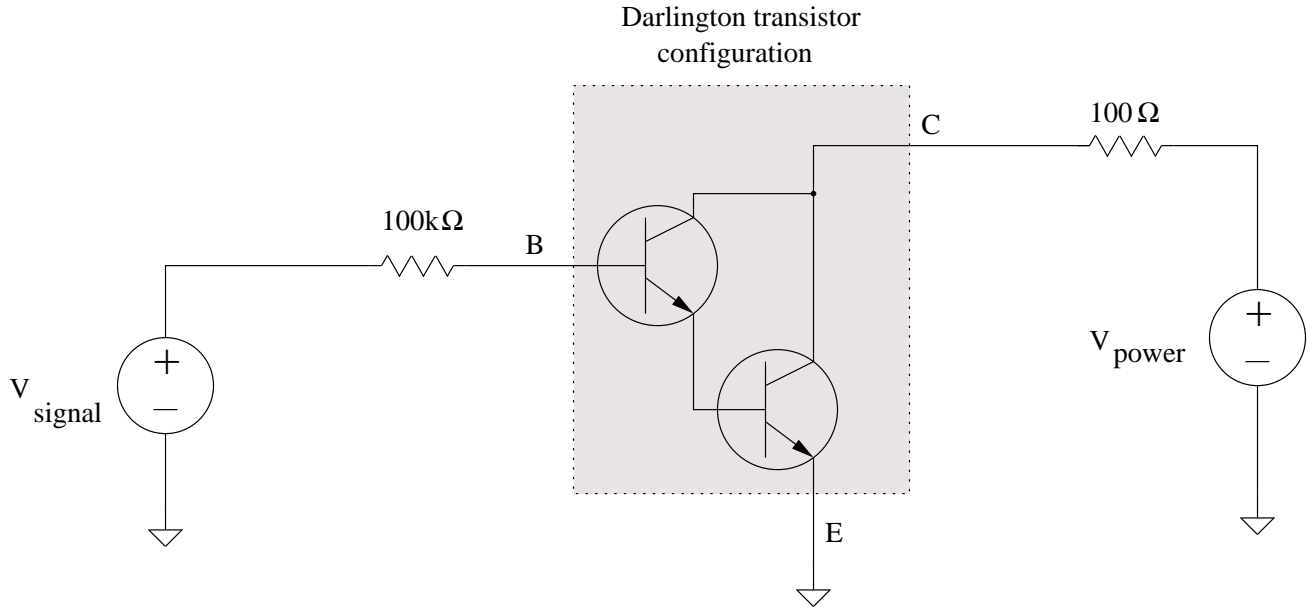 Darlington transistor
configuration
C
100 Ω
100kΩ
B
+
−
V power
+
−
V signal
E